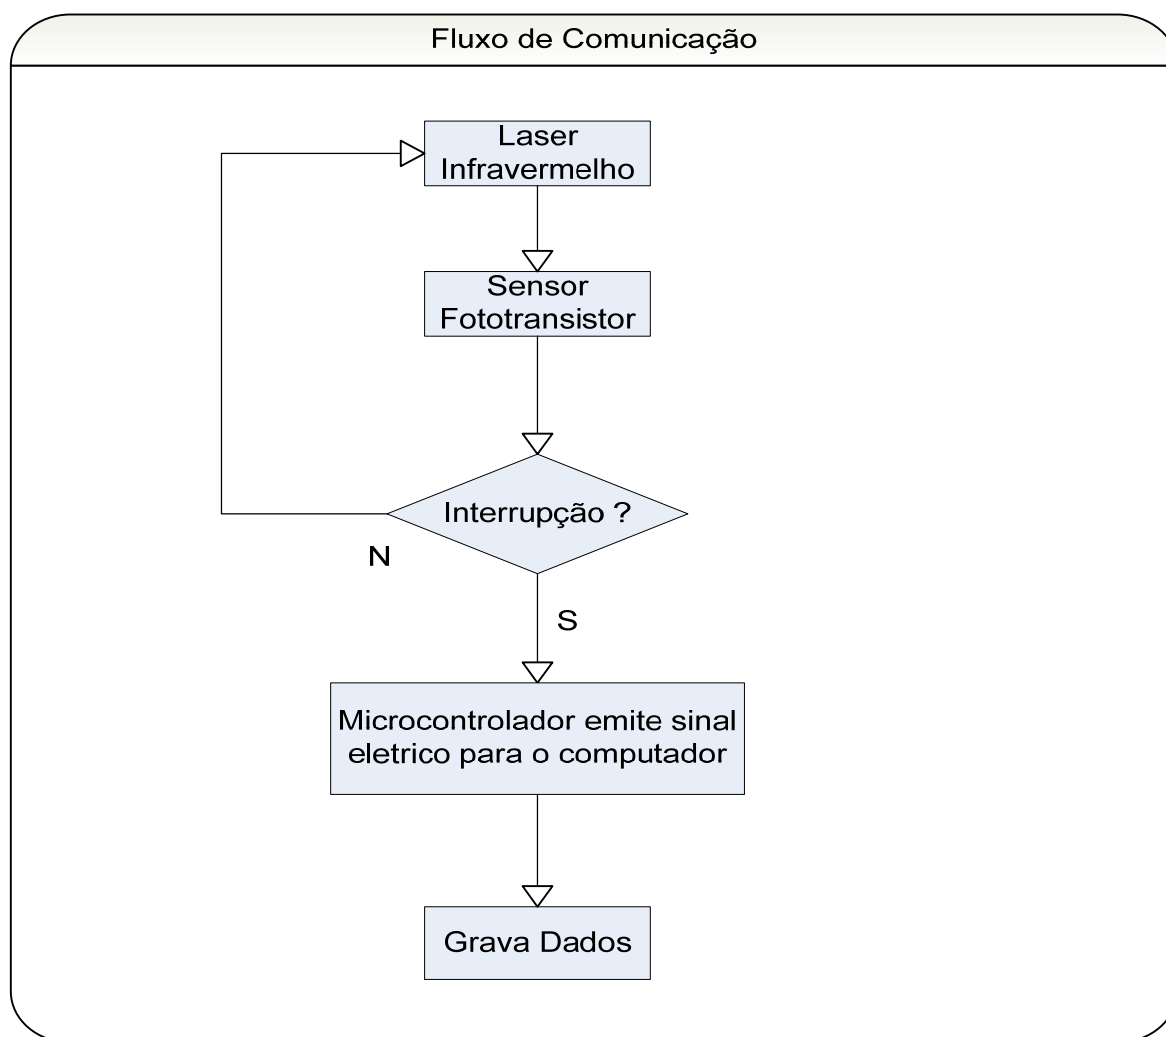 Fluxo de Comunicação
Laser
Infravermelho
Sensor
Fototransistor
Interrupção ?
N
S
Microcontrolador emite sinal
eletrico para o computador
Grava Dados